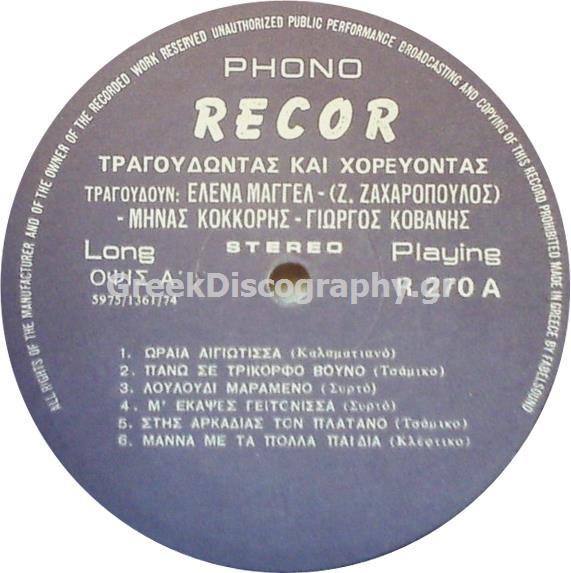 ALL RIGHTS OF THE MANUFACTURER AND OF THE OWNER OF THE RECORDED WORK RESERVED UNAUTHORIZED PUBLIC PERFORMANCE BROADCASTING AND COPYING OF THIS RECORD PROHIBITED MADE IN GREECE BY FABELSOUND
PHONO
RECOR
ΤΡΑΓΟΥΔΩΝΤΑΣ ΚΑΙ ΧΟΡΕΥΟΝΤΑΣ
ΤΡΑΓΟΥΔΟΥΝ: ΕΛΕΝΑ ΜΑΓΓΕΛ - (Ζ. ΖΑΧΑΡΟΠΟΥΛΟΣ)
- ΜΗΝΑΣ ΚΟΚΚΟΡΗΣ - ΓΙΩΡΓΟΣ ΚΟΒΑΝΗΣ
Long STEREO Playing
ΟΨΙΣ Α' R. 270 A
GreekDiscography.gr
5975/1361/74
1. ΩΡΑΙΑ ΑΙΓΙΩΤΙΣΣΑ (Καλαματιανό)
2. ΠΑΝΩ ΣΕ ΤΡΙΚΟΡΦΟ ΒΟΥΝΟ (Τσάμικο)
3. ΛΟΥΛΟΥΔΙ ΜΑΡΑΜΕΝΟ (Συρτό)
4. Μ' ΕΚΑΨΕΣ ΓΕΙΤΟΝΙΣΣΑ (Συρτό)
5. ΣΤΗΣ ΑΡΚΑΔΙΑΣ ΤΟΝ ΠΛΑΤΑΝΟ (Τσάμικο)
6. ΜΑΝΝΑ ΜΕ ΤΑ ΠΟΛΛΑ ΠΑΙΔΙΑ (Κλέφτικο)